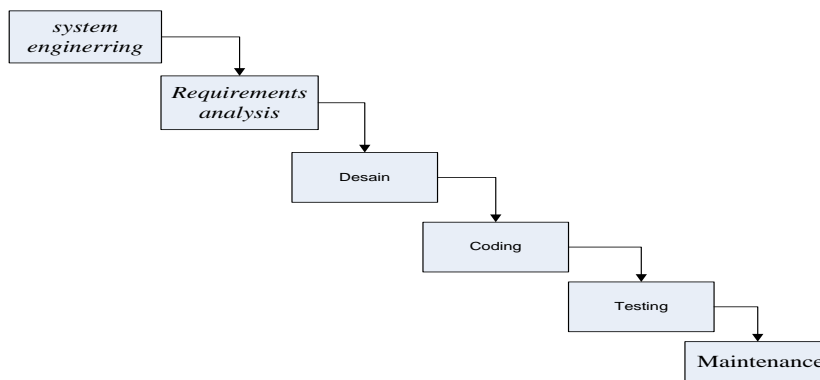 system
enginerring
Requirements
analysis
Desain
Coding
Testing
Maintenance